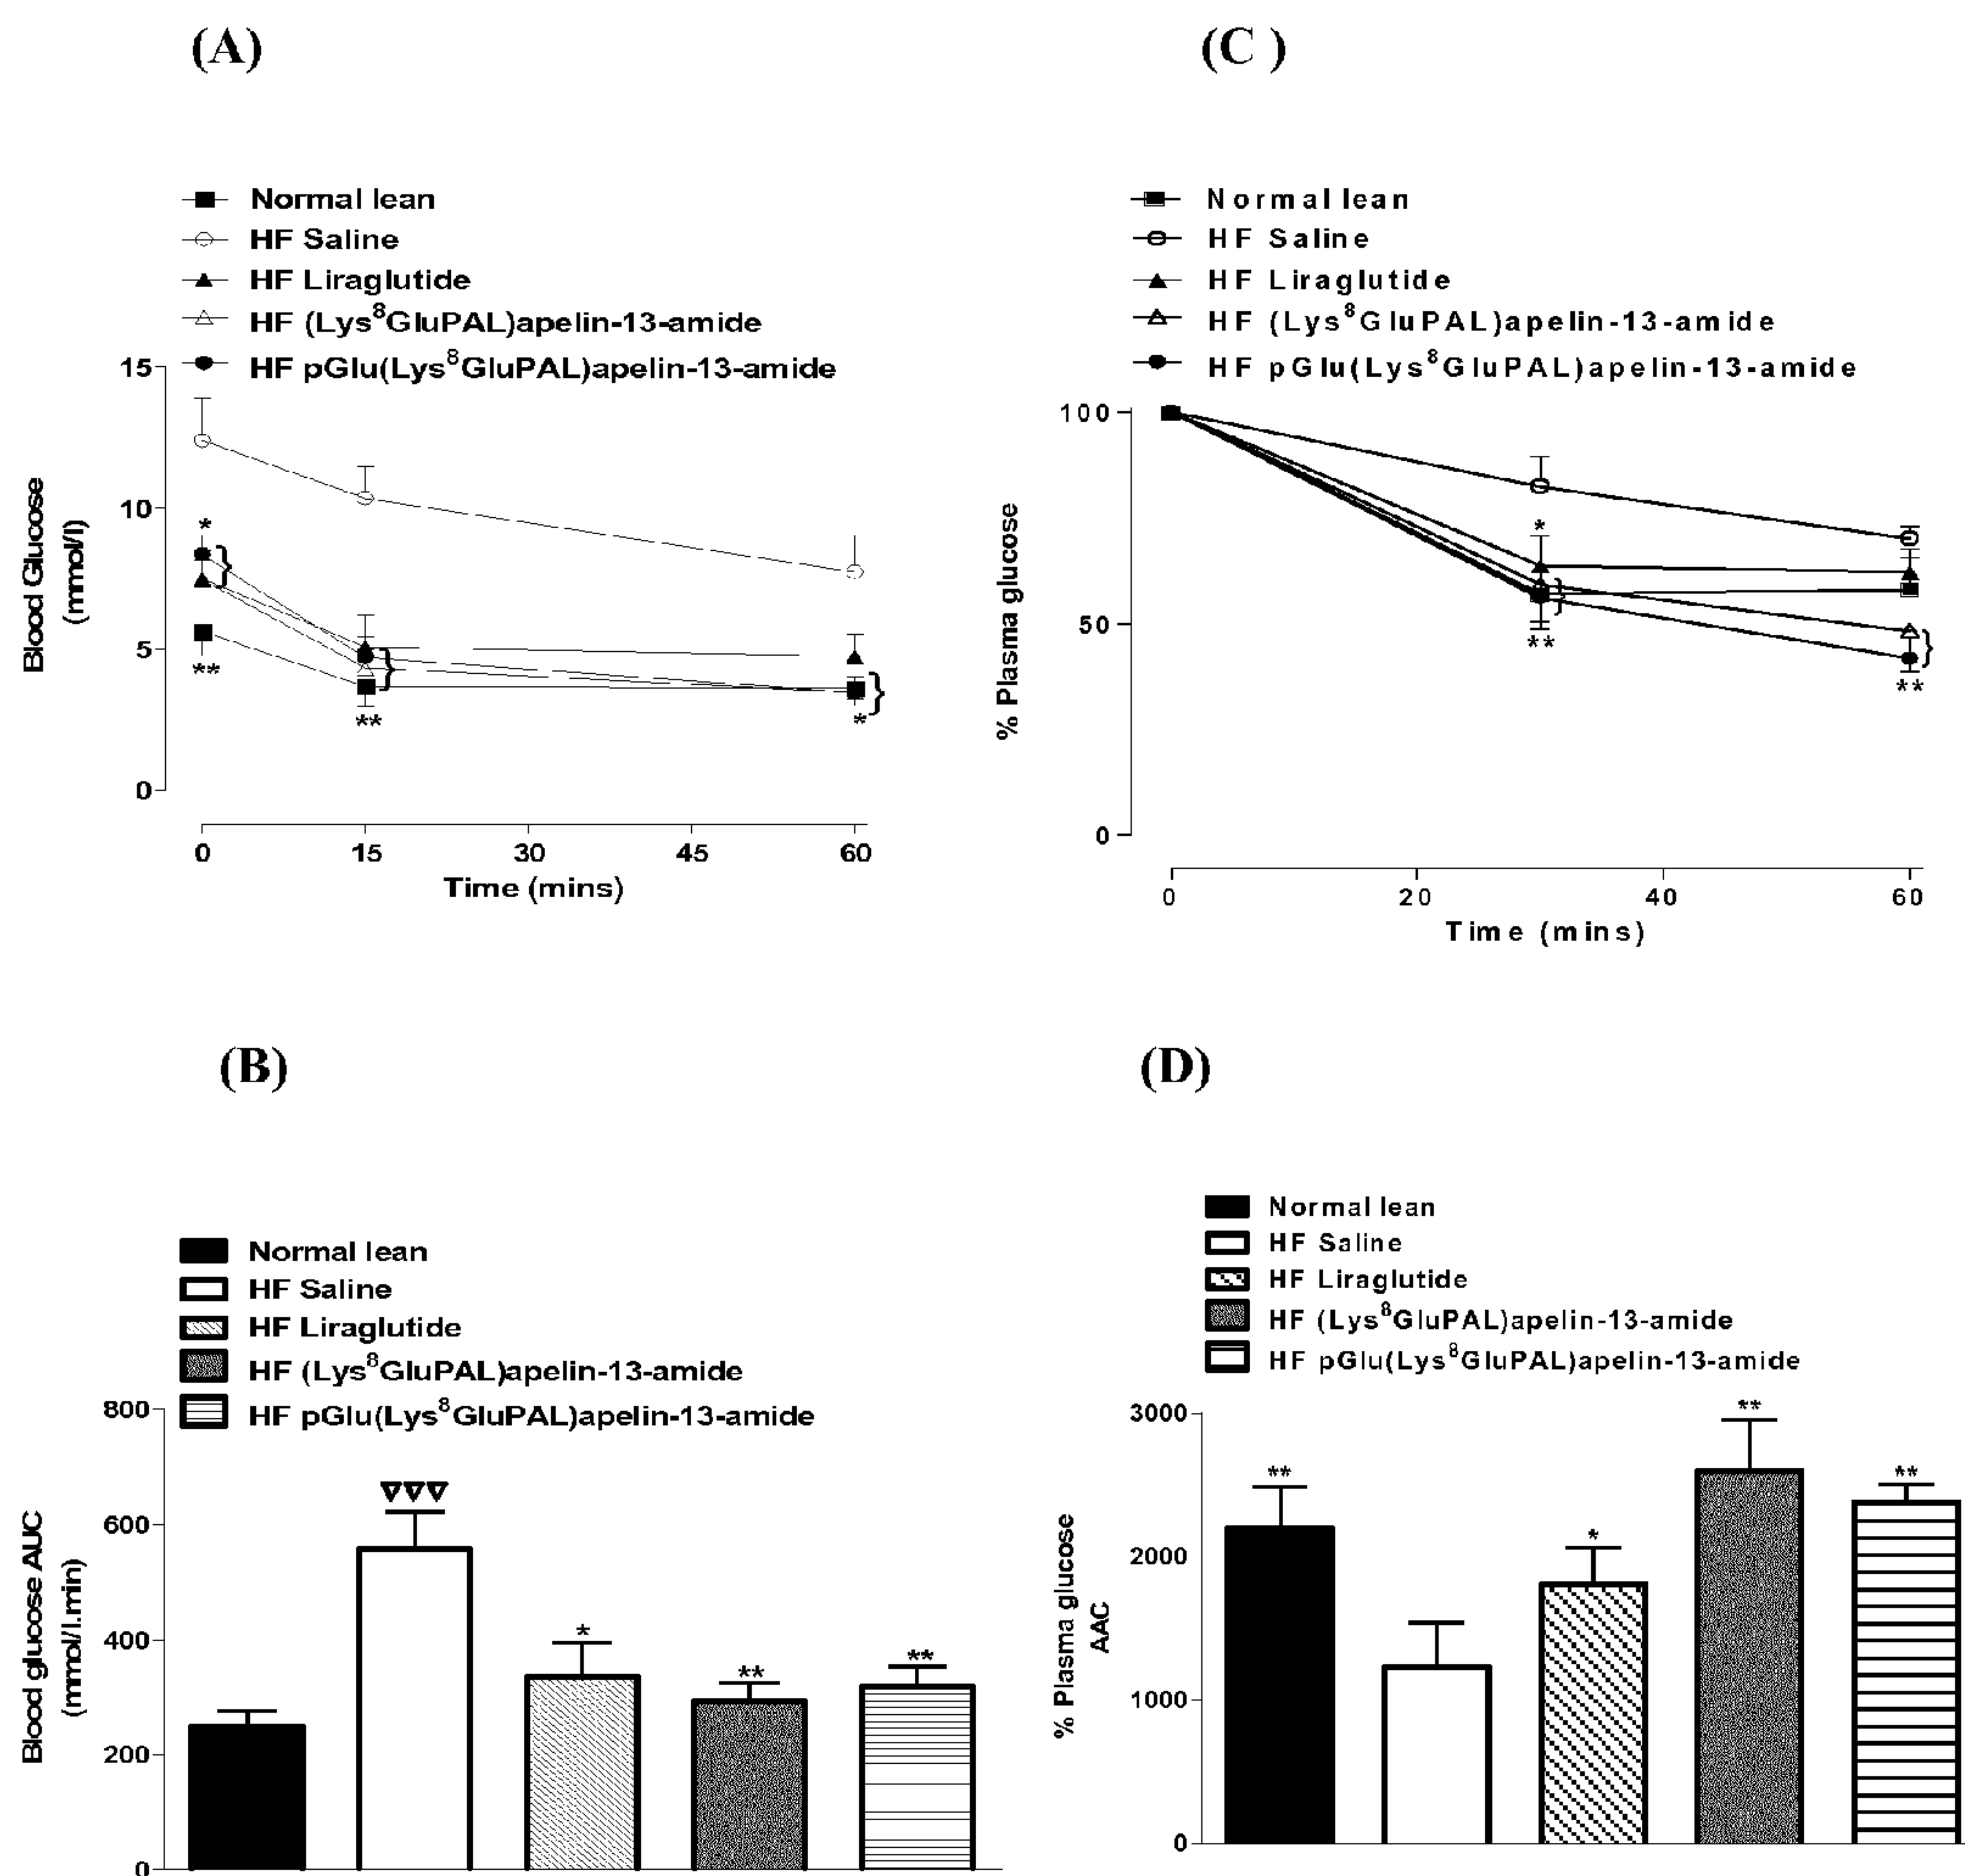 (A)
Normal lean
HF Saline
HF Liraglutide
HF (Lys⁸GluPAL)apelin-13-amide
HF pGlu(Lys⁸GluPAL)apelin-13-amide
15
10
5
0
Blood Glucose
(mmol/l)
*
**
**
*
0 15 30 45 60
Time (mins)
(C )
Normal lean
HF Saline
HF Liraglutide
HF (Lys⁸GluPAL)apelin-13-amide
HF pGlu(Lys⁸GluPAL)apelin-13-amide
100
50
0
% Plasma glucose
*
**
**
0 20 40 60
Time (mins)
(B)
Normal lean
HF Saline
HF Liraglutide
HF (Lys⁸GluPAL)apelin-13-amide
HF pGlu(Lys⁸GluPAL)apelin-13-amide
800
600
400
200
0
Blood glucose AUC
(mmol/l.min)
∇∇∇
*
**
**
(D)
Normal lean
HF Saline
HF Liraglutide
HF (Lys⁸GluPAL)apelin-13-amide
HF pGlu(Lys⁸GluPAL)apelin-13-amide
3000
2000
1000
0
% Plasma glucose
AAC
**
*
**
**